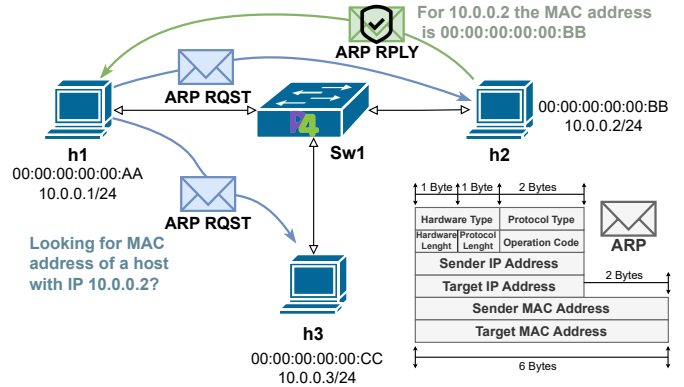 For 10.0.0.2 the MAC address
is 00:00:00:00:00:BB
ARP RPLY
ARP RQST
P4
Sw1
h1
00:00:00:00:00:AA
10.0.0.1/24
h2
00:00:00:00:00:BB
10.0.0.2/24
ARP RQST
Looking for MAC
address of a host
with IP 10.0.0.2?
h3
00:00:00:00:00:CC
10.0.0.3/24
1 Byte 1 Byte 2 Bytes
Hardware Type Protocol Type
Hardware Lenght Protocol Lenght Operation Code
Sender IP Address
Target IP Address
2 Bytes
Sender MAC Address
Target MAC Address
6 Bytes
ARP